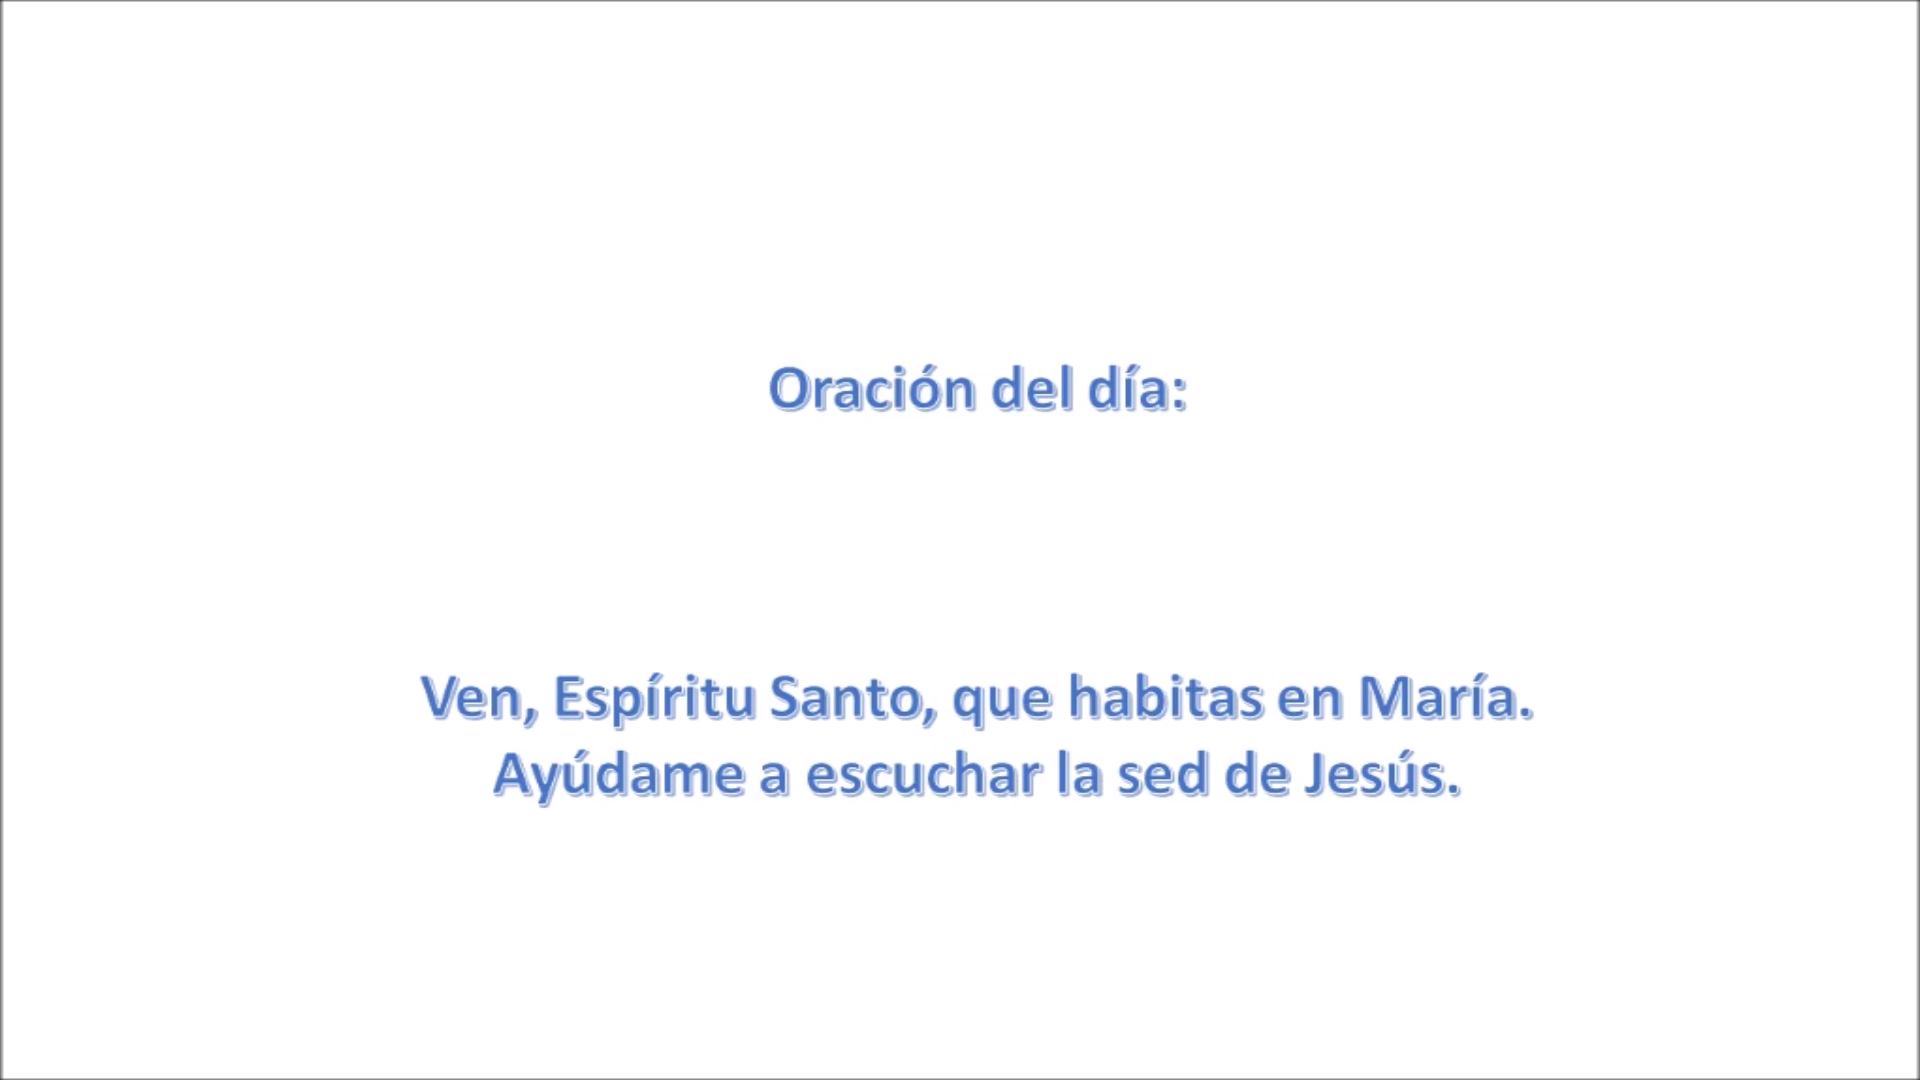 Oración del día:
Ven, Espíritu Santo, que habitas en María.
Ayúdame a escuchar la sed de Jesús.